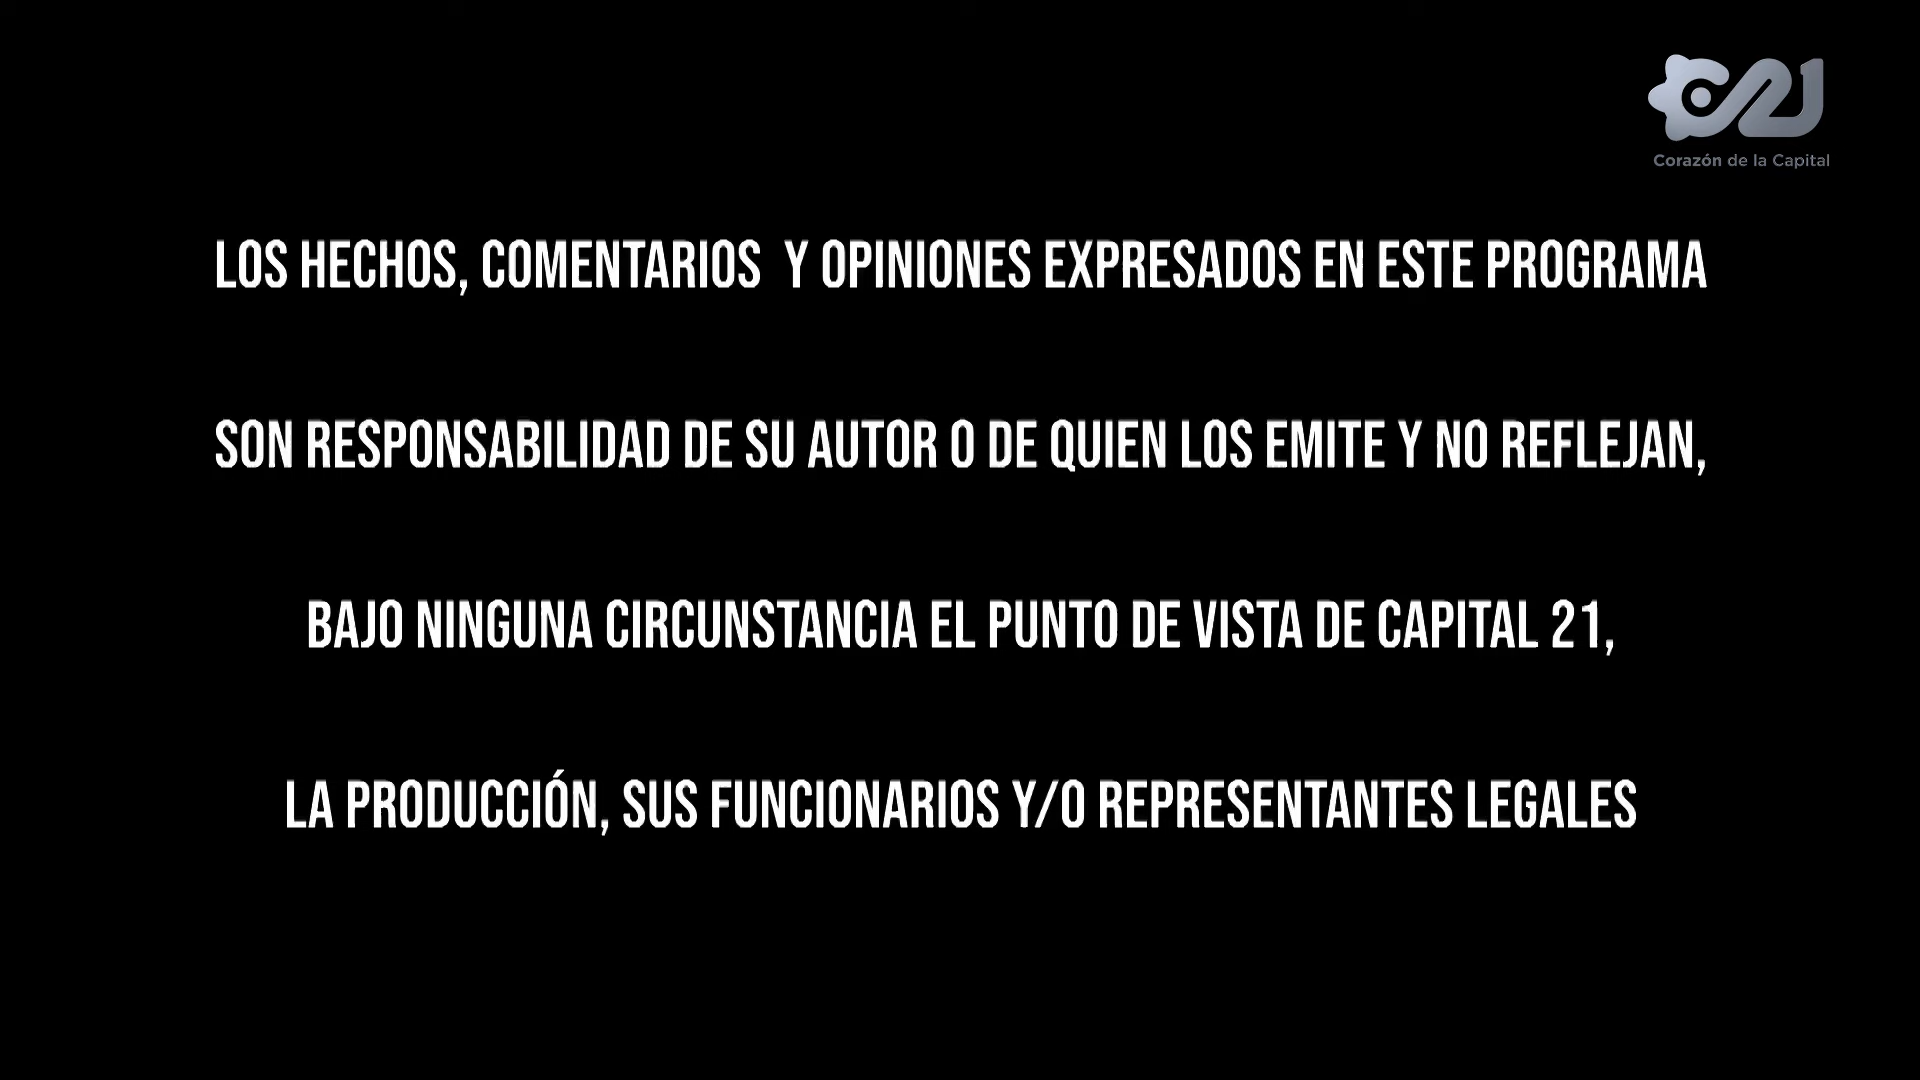 C21
Corazón de la Capital
LOS HECHOS, COMENTARIOS  Y OPINIONES EXPRESADOS EN ESTE PROGRAMA
SON RESPONSABILIDAD DE SU AUTOR O DE QUIEN LOS EMITE Y NO REFLEJAN,
BAJO NINGUNA CIRCUNSTANCIA EL PUNTO DE VISTA DE CAPITAL 21,
LA PRODUCCIÓN, SUS FUNCIONARIOS Y/O REPRESENTANTES LEGALES